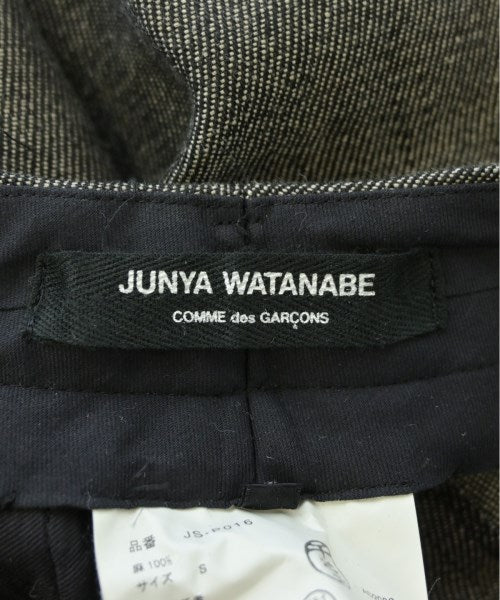 JUNYA WATANABE
COMME des GARÇONS
品番 JS-P016
麻 100%
サイズ S